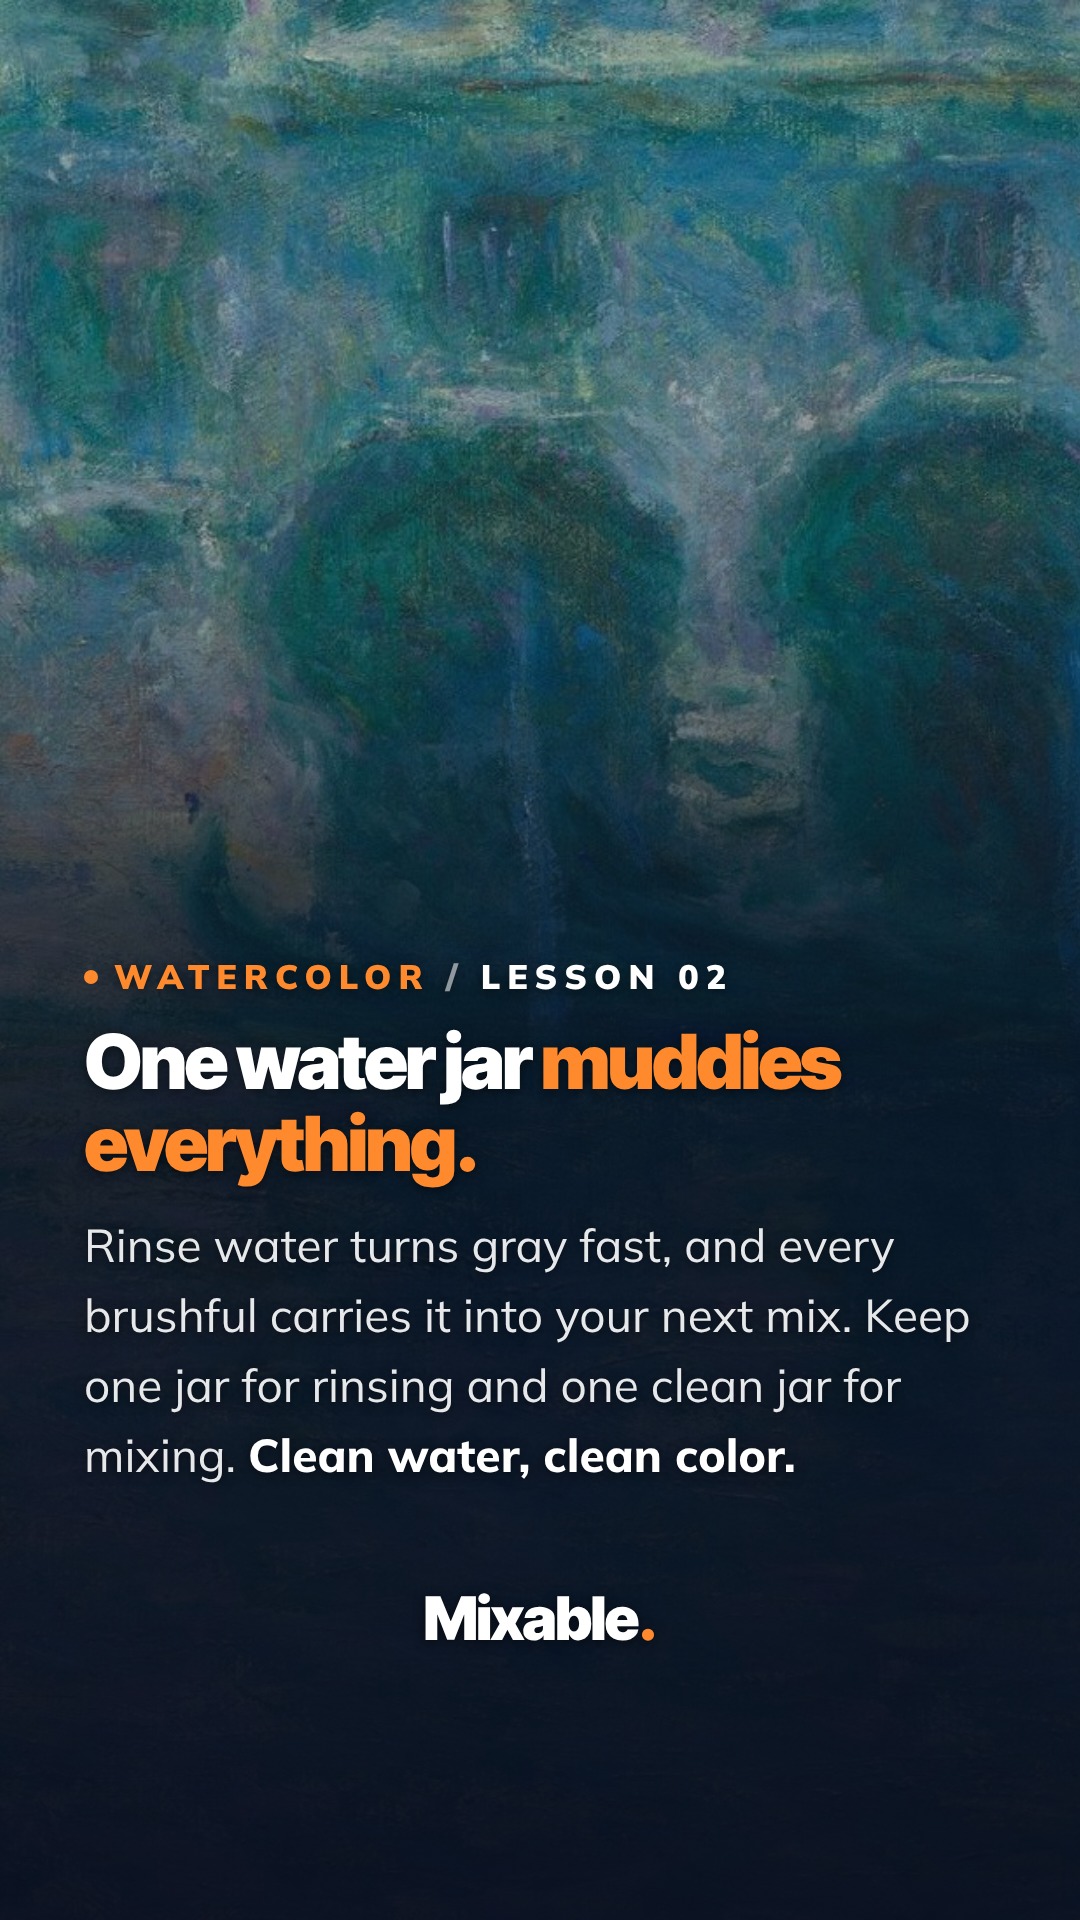 • WATERCOLOR / LESSON 02
One water jar muddies
everything.
Rinse water turns gray fast, and every
brushful carries it into your next mix. Keep
one jar for rinsing and one clean jar for
mixing. Clean water, clean color.
Mixable.